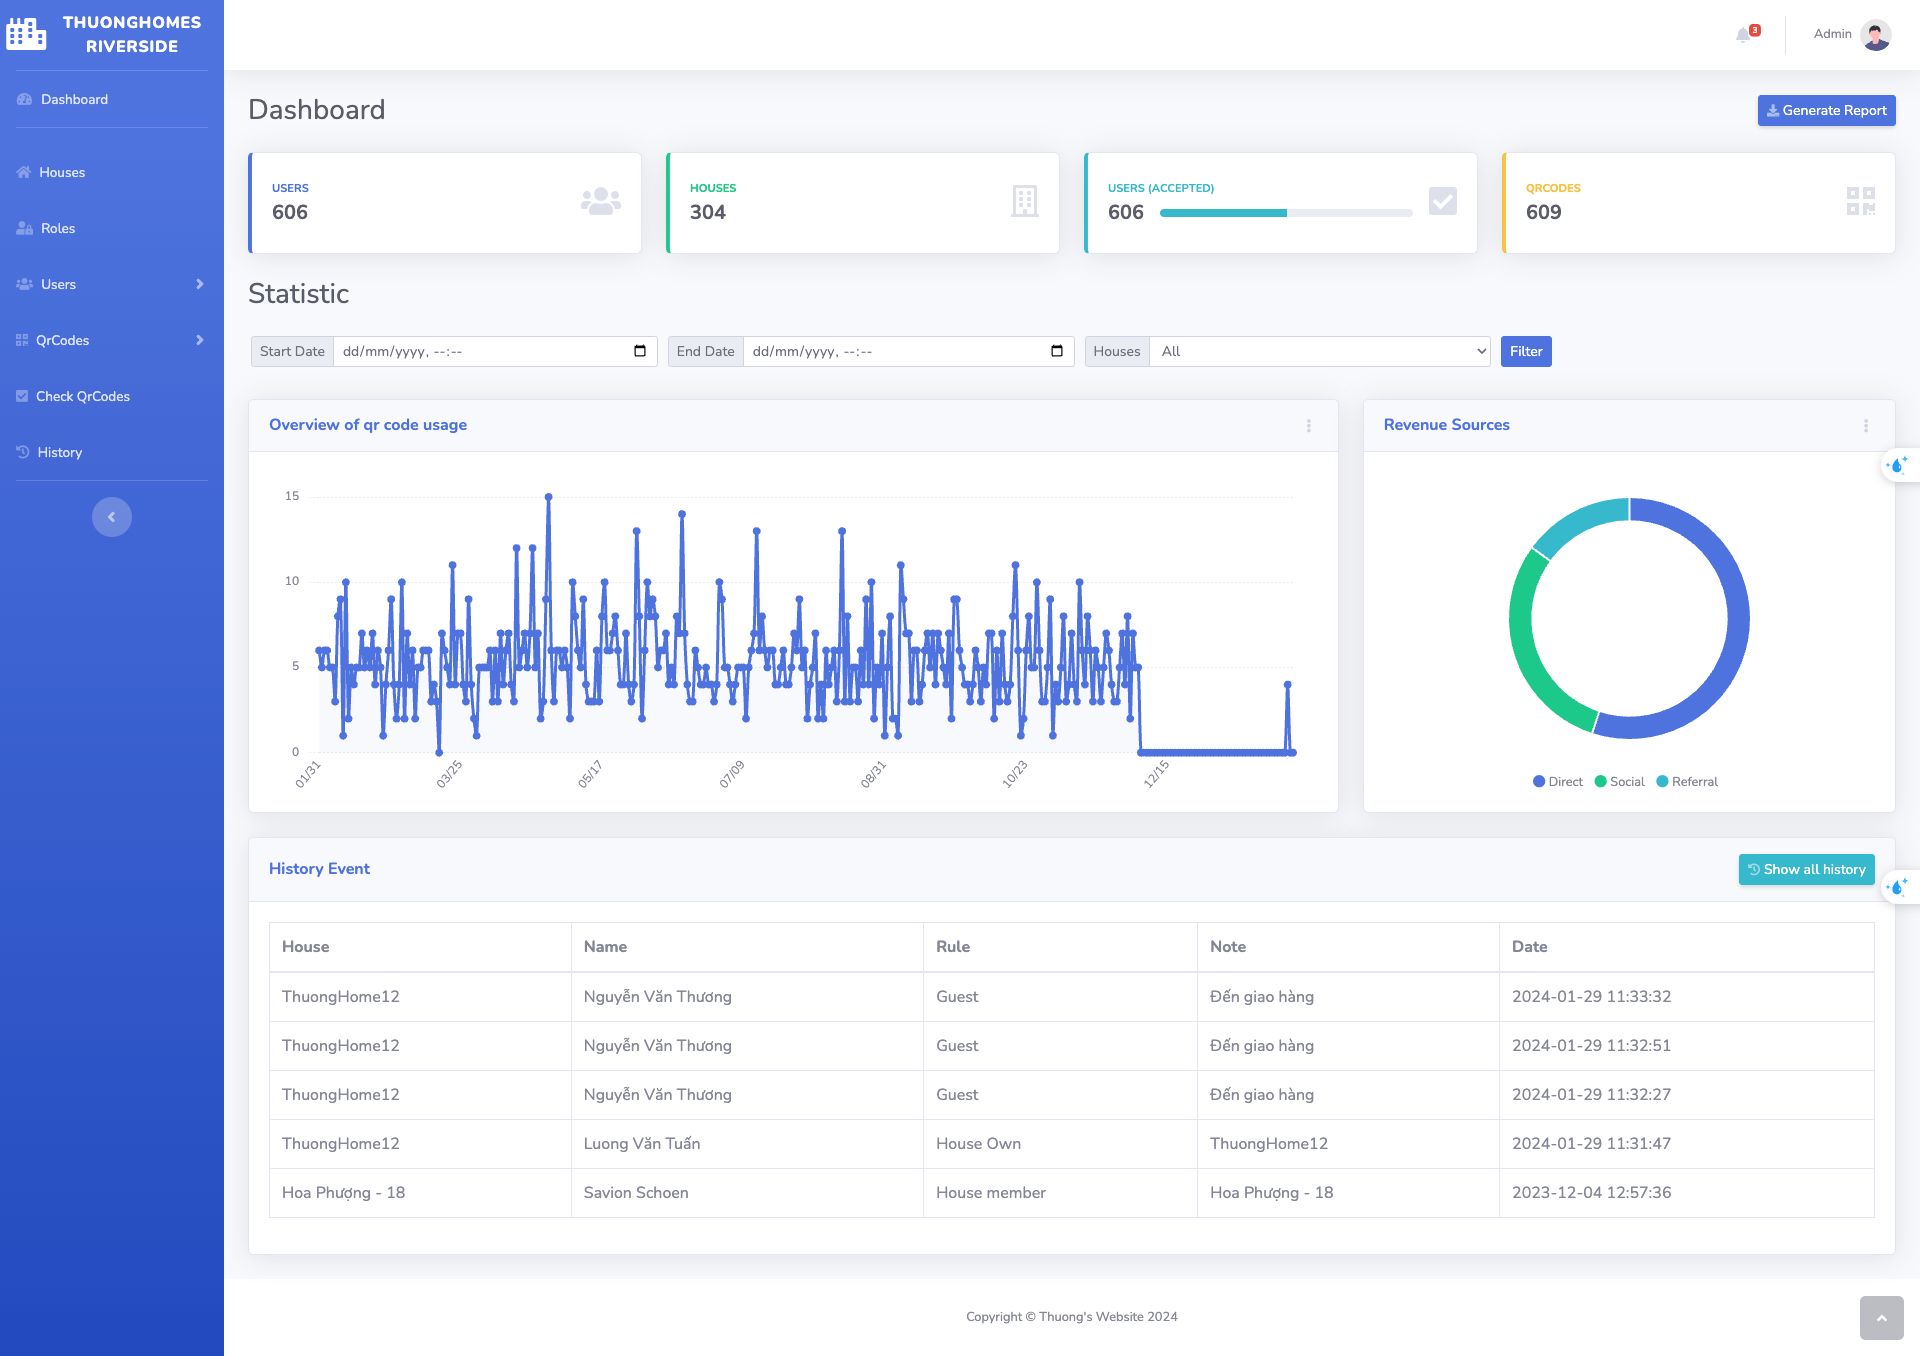 THUONGHOMES
RIVERSIDE
Dashboard
Houses
Roles
Users
QrCodes
Check QrCodes
History
3
Admin
Dashboard
Generate Report
USERS
606
HOUSES
304
USERS (ACCEPTED)
606
QRCODES
609
Statistic
Start Date dd/mm/yyyy, --:--
End Date dd/mm/yyyy, --:--
Houses All
Filter
Overview of qr code usage
15
10
5
0
01/31 03/25 05/17 07/09 08/31 10/23 12/15
Revenue Sources
Direct Social Referral
History Event
Show all history
House Name Rule Note Date
ThuongHome12 Nguyễn Văn Thương Guest Đến giao hàng 2024-01-29 11:33:32
ThuongHome12 Nguyễn Văn Thương Guest Đến giao hàng 2024-01-29 11:32:51
ThuongHome12 Nguyễn Văn Thương Guest Đến giao hàng 2024-01-29 11:32:27
ThuongHome12 Luong Văn Tuấn House Own ThuongHome12 2024-01-29 11:31:47
Hoa Phượng - 18 Savion Schoen House member Hoa Phượng - 18 2023-12-04 12:57:36
Copyright © Thuong's Website 2024